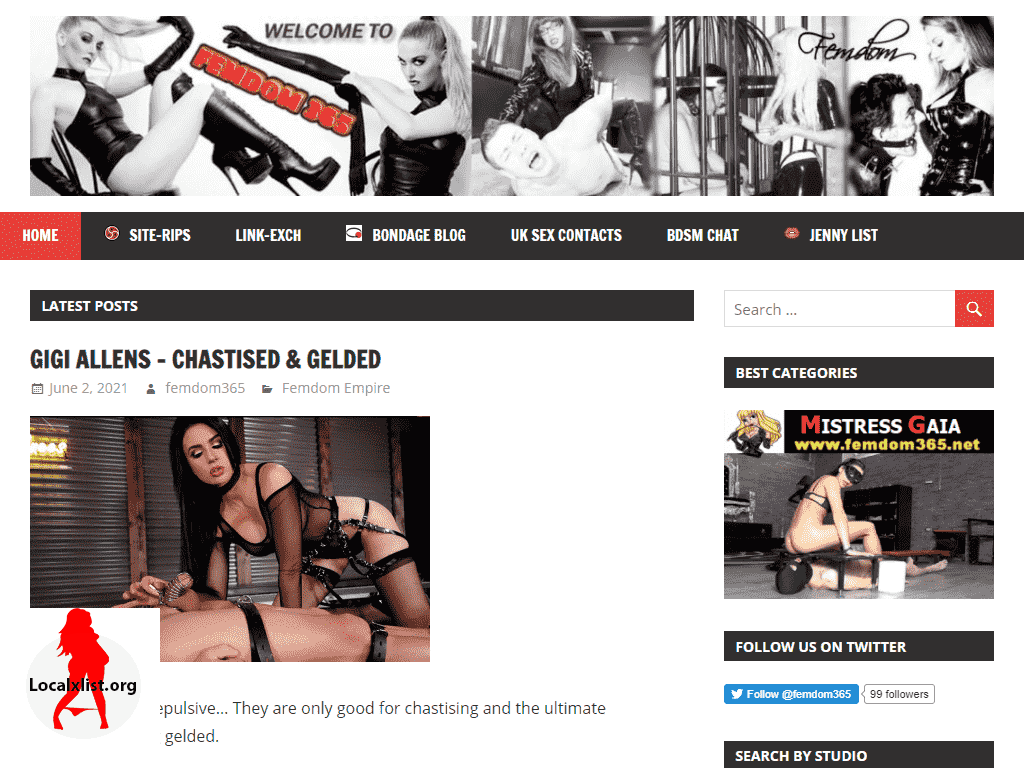 WELCOME TO
FEMDOM 365
Femdom
HOME
SITE-RIPS
LINK-EXCH
BONDAGE BLOG
UK SEX CONTACTS
BDSM CHAT
JENNY LIST
LATEST POSTS
Search ...
GIGI ALLENS – CHASTISED & GELDED
June 2, 2021 femdom365 Femdom Empire
BEST CATEGORIES
MISTRESS GAIA
www.femdom365.net
FOLLOW US ON TWITTER
Follow @femdom365 99 followers
Localxlist.org
epulsive... They are only good for chastising and the ultimate
gelded.
SEARCH BY STUDIO